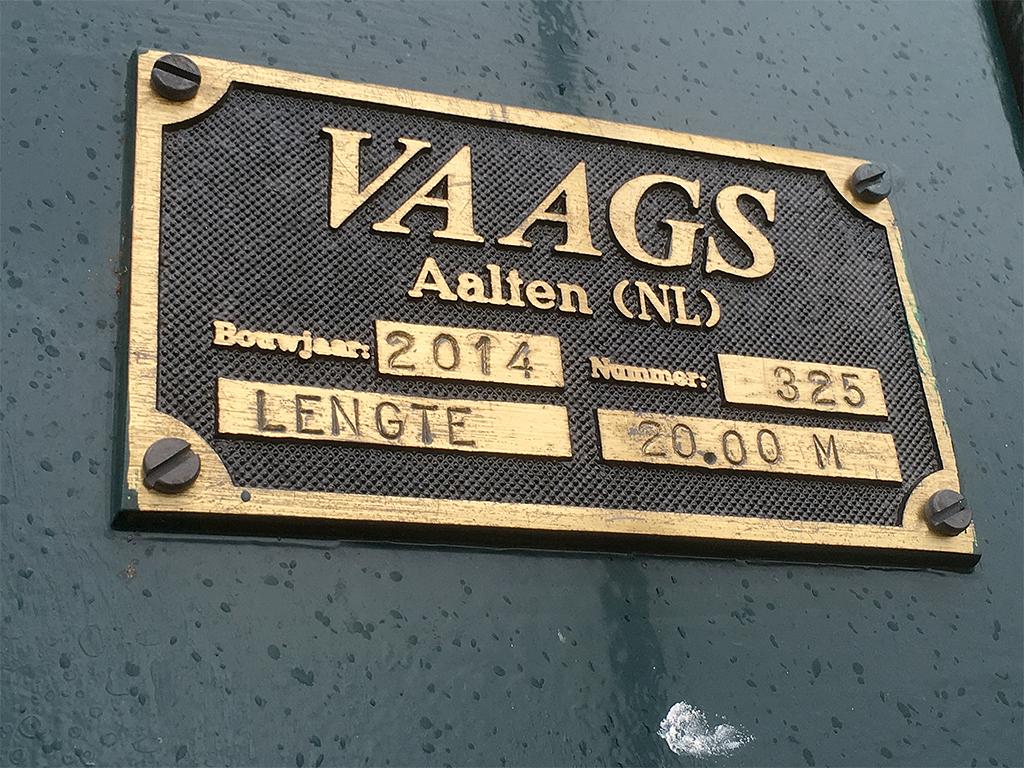 VAAGS
Aalten (NL)
Bouwjaar: 2014 Nummer: 325
LENGTE 20.00 M